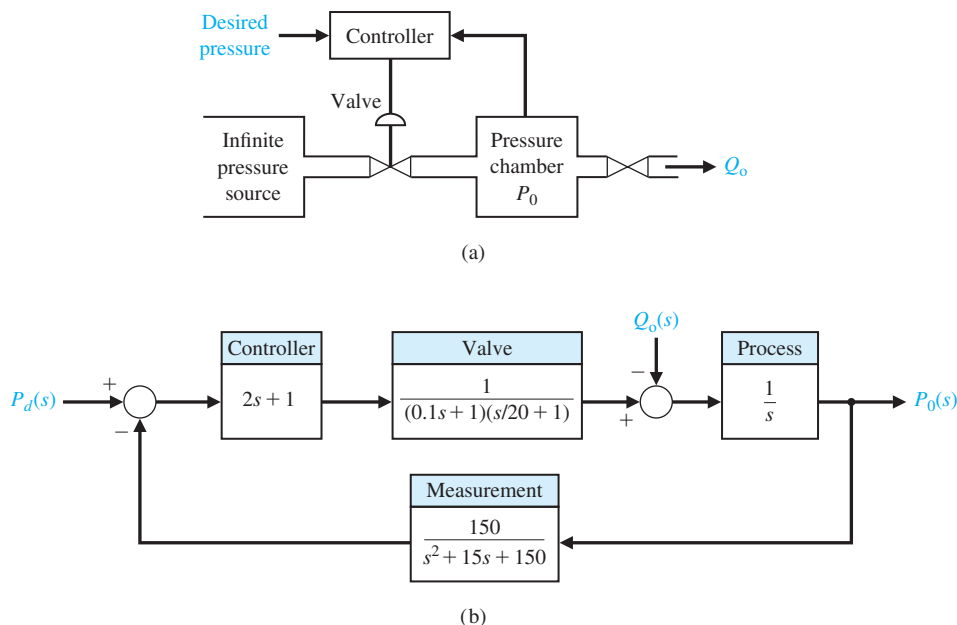 Desired
pressure
Controller
Valve
Infinite
pressure
source
Pressure
chamber
P₀
Qₒ
(a)
Qₒ(s)
Controller
Valve
Process
P_d(s)
+
−
2s + 1
1
(0.1s + 1)(s/20 + 1)
−
+
1
s
P₀(s)
Measurement
150
s² + 15s + 150
(b)